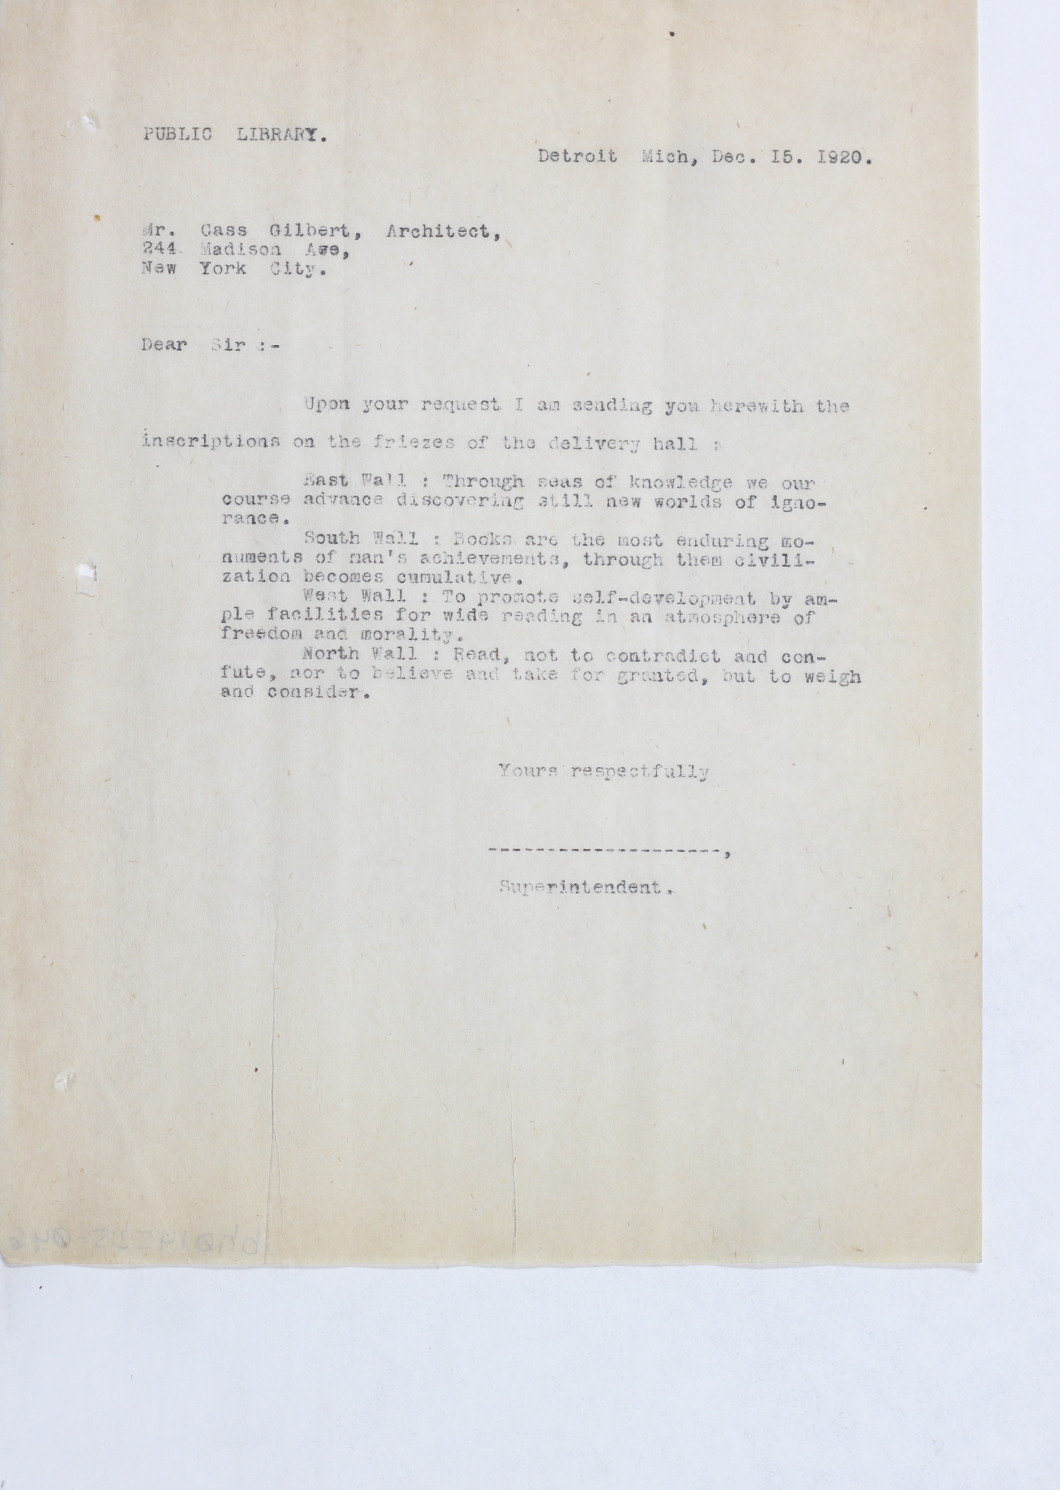 PUBLIC LIBRARY.
Detroit Mich, Dec. 15. 1920.
Mr. Cass Gilbert, Architect,
244 Madison Ave,
New York City.
Dear Sir :-
Upon your request I am sending you herewith the
inscriptions on the friezes of the delivery hall :
East Wall : Through seas of knowledge we our
course advance discovering still new worlds of igno-
rance.
South Wall : Books are the most enduring mo-
numents of man's achievements, through them civili-
zation becomes cumulative.
West Wall : To promote self-development by am-
ple facilities for wide reading in an atmosphere of
freedom and morality.
North Wall : Read, not to contradict and con-
fute, nor to believe and take for granted, but to weigh
and consider.
Yours respectfully
--------------------,
Superintendent.